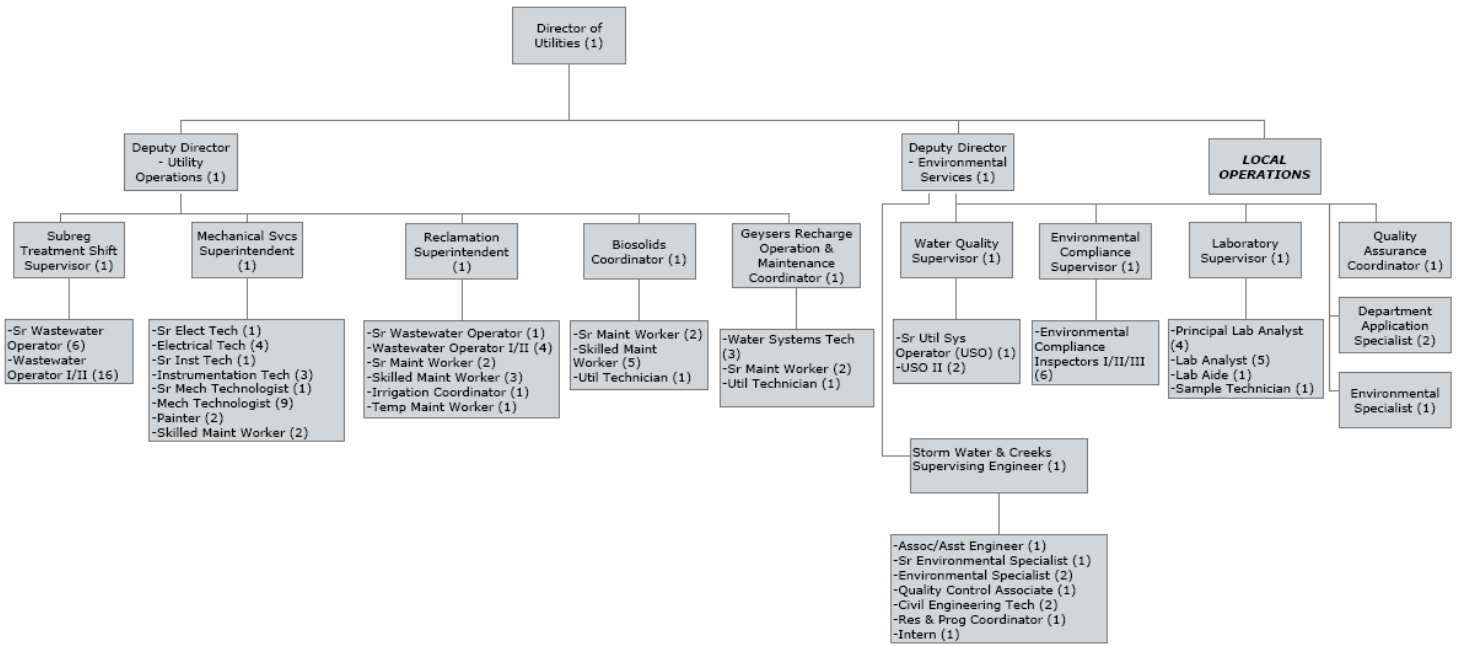 Director of
Utilities (1)
Deputy Director
- Utility
Operations (1)
Deputy Director
- Environmental
Services (1)
LOCAL
OPERATIONS
Subreg
Treatment Shift
Supervisor (1)
Mechanical Svcs
Superintendent
(1)
Reclamation
Superintendent
(1)
Biosolids
Coordinator (1)
Geysers Recharge
Operation &
Maintenance
Coordinator (1)
Water Quality
Supervisor (1)
Environmental
Compliance
Supervisor (1)
Laboratory
Supervisor (1)
Quality
Assurance
Coordinator (1)
-Sr Wastewater
Operator (6)
-Wastewater
Operator I/II (16)
-Sr Elect Tech (1)
-Electrical Tech (4)
-Sr Inst Tech (1)
-Instrumentation Tech (3)
-Sr Mech Technologist (1)
-Mech Technologist (9)
-Painter (2)
-Skilled Maint Worker (2)
-Sr Wastewater Operator (1)
-Wastewater Operator I/II (4)
-Sr Maint Worker (2)
-Skilled Maint Worker (3)
-Irrigation Coordinator (1)
-Temp Maint Worker (1)
-Sr Maint Worker (2)
-Skilled Maint
Worker (5)
-Util Technician (1)
-Water Systems Tech
(3)
-Sr Maint Worker (2)
-Util Technician (1)
-Sr Util Sys
Operator (USO) (1)
-USO II (2)
-Environmental
Compliance
Inspectors I/II/III
(6)
-Principal Lab Analyst
(4)
-Lab Analyst (5)
-Lab Aide (1)
-Sample Technician (1)
Department
Application
Specialist (2)
Environmental
Specialist (1)
Storm Water & Creeks
Supervising Engineer (1)
-Assoc/Asst Engineer (1)
-Sr Environmental Specialist (1)
-Environmental Specialist (2)
-Quality Control Associate (1)
-Civil Engineering Tech (2)
-Res & Prog Coordinator (1)
-Intern (1)